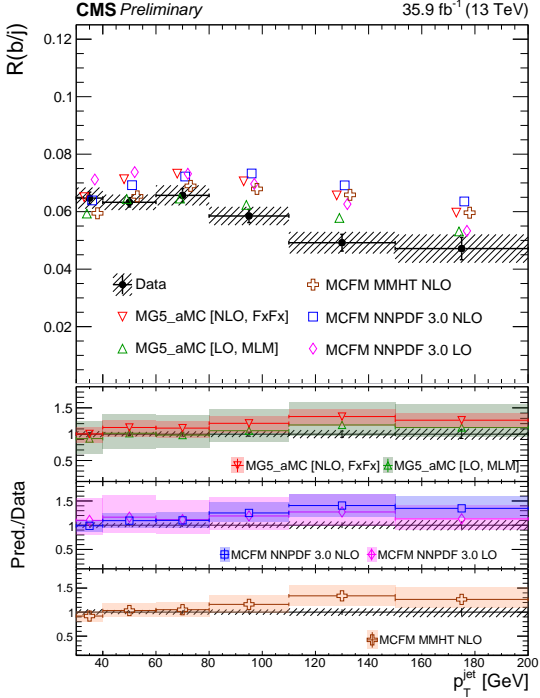 CMS Preliminary 35.9 fb⁻¹ (13 TeV)
R(b/j)
0.12
0.1
0.08
0.06
0.04
0.02
Data
MG5_aMC [NLO, FxFx]
MG5_aMC [LO, MLM]
MCFM MMHT NLO
MCFM NNPDF 3.0 NLO
MCFM NNPDF 3.0 LO
Pred./Data
1.5
1
0.5
MG5_aMC [NLO, FxFx] MG5_aMC [LO, MLM]
1.5
1
0.5
MCFM NNPDF 3.0 NLO MCFM NNPDF 3.0 LO
1.5
1
0.5
MCFM MMHT NLO
40 60 80 100 120 140 160 180 200
p_T^jet [GeV]